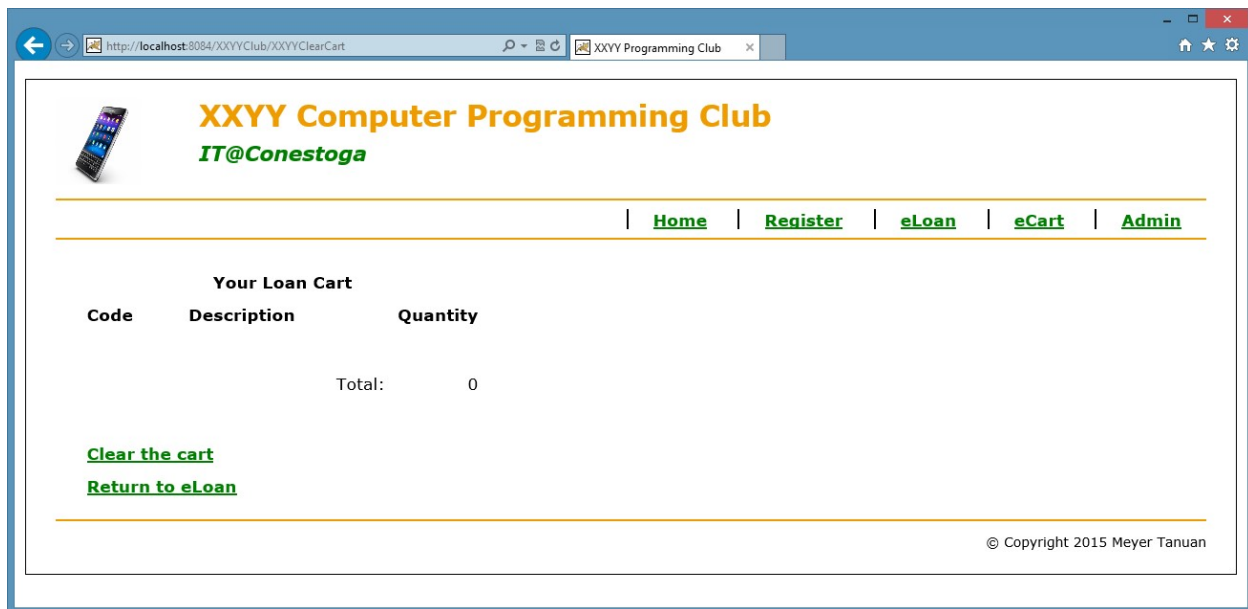 http://localhost:8084/XXYYClub/XXYYClearCart
XXYY Programming Club
XXYY Computer Programming Club
IT@Conestoga
Home Register eLoan eCart Admin
Your Loan Cart
Code Description Quantity
Total: 0
Clear the cart
Return to eLoan
© Copyright 2015 Meyer Tanuan